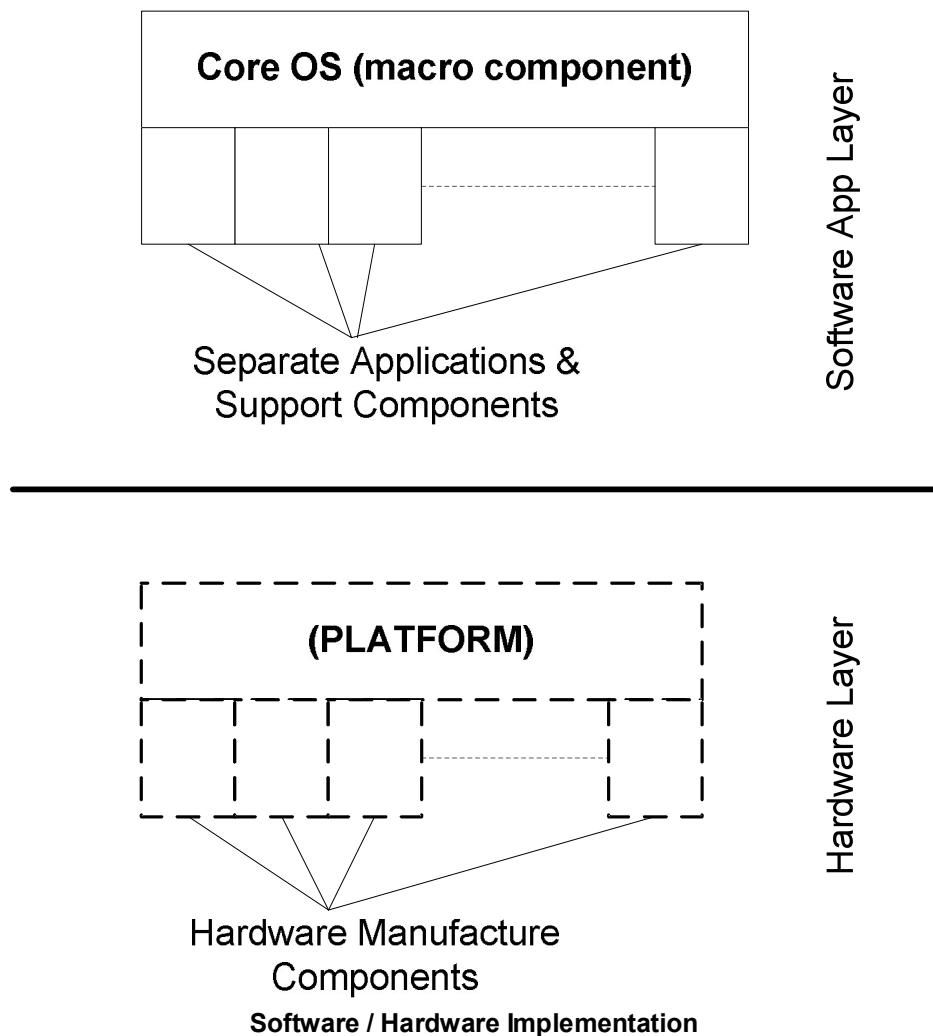 Core OS (macro component)
Software App Layer
Separate Applications &
Support Components
(PLATFORM)
Hardware Layer
Hardware Manufacture
Components
Software / Hardware Implementation